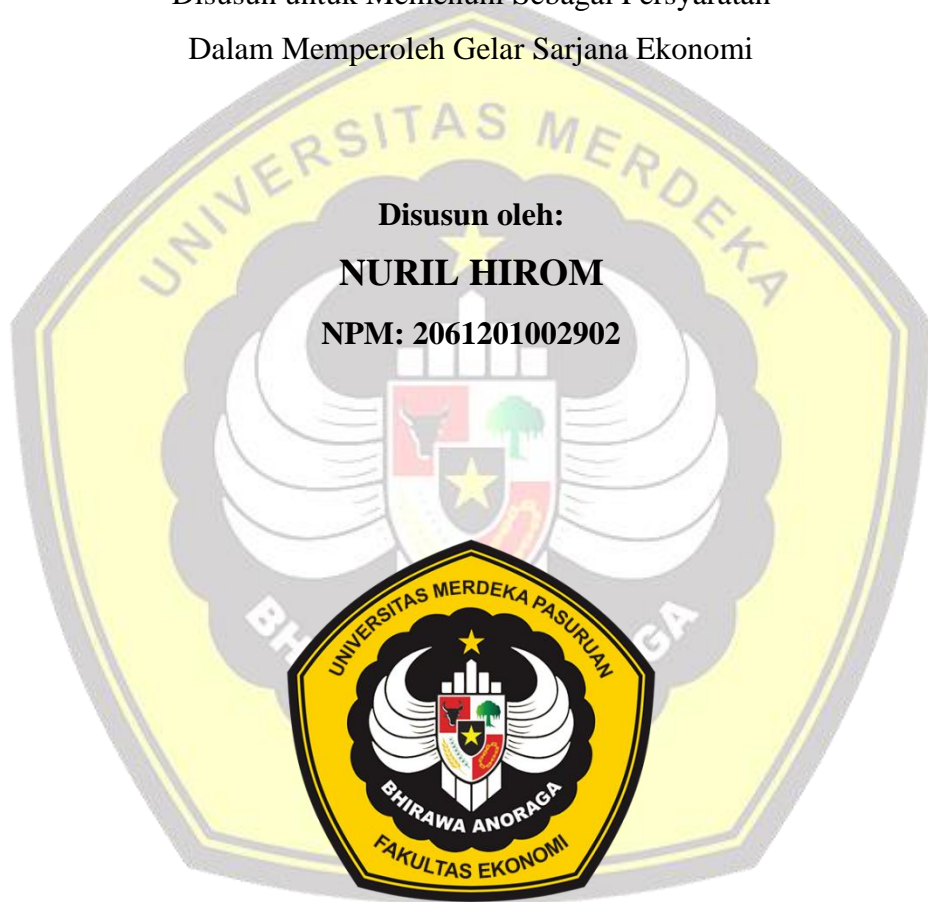 Disusun untuk Memenuhi Sebagai Persyaratan
Dalam Memperoleh Gelar Sarjana Ekonomi
UNIVERSITAS MERDEKA
Disusun oleh:
NURIL HIROM
NPM: 2061201002902
UNIVERSITAS MERDEKA PASURUAN
BHIRAWA ANORAGA
FAKULTAS EKONOMI